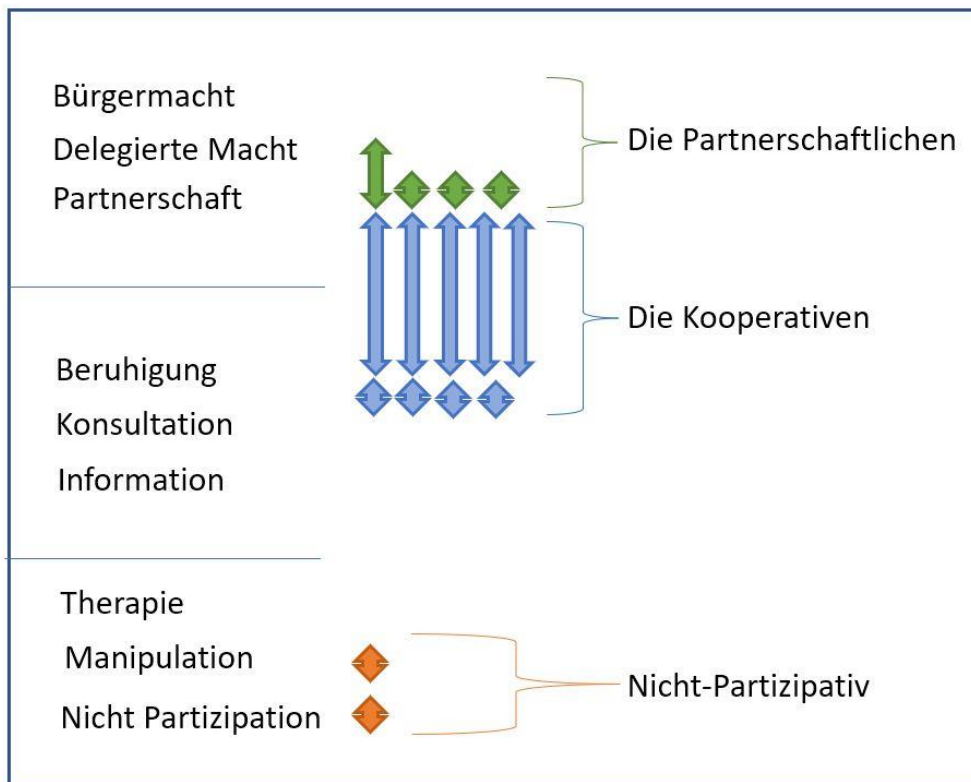 Bürgermacht
Delegierte Macht
Partnerschaft
Die Partnerschaftlichen
Beruhigung
Konsultation
Information
Die Kooperativen
Therapie
Manipulation
Nicht Partizipation
Nicht-Partizipativ